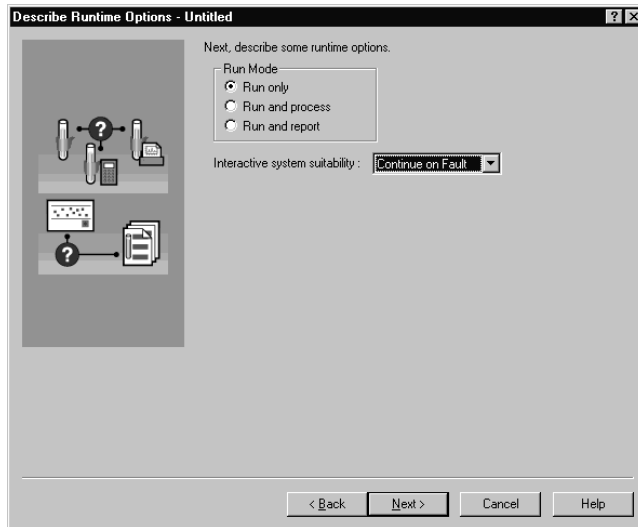 Describe Runtime Options - Untitled
Next, describe some runtime options.
Run Mode
Run only
Run and process
Run and report
Interactive system suitability :
Continue on Fault
< Back
Next >
Cancel
Help